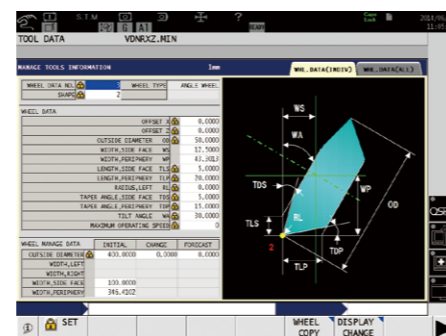 S.T.M
?
TOOL DATA VDNRXZ.MIN
MANAGE TOOLS INFORMATION 1mm
WHL.DATA(INDIV) WHL.DATA(ALL)
WHEEL DATA NO. WHEEL TYPE ANGLE WHEEL
SHAPE 2
WHEEL DATA
OFFSET X 0.0000
OFFSET Z 0.0000
OUTSIDE DIAMETER OD 50.0000
WIDTH,SIDE FACE WS 12.5000
WIDTH,PERIPHERY WP
LENGTH,SIDE FACE TLS 5.0000
LENGTH,PERIPHERY TLP 20.0000
RADIUS,LEFT RL 0.0000
TAPER ANGLE,SIDE FACE TDS 5.0000
TAPER ANGLE,PERIPHERY TDP 15.0000
TILT ANGLE WA 30.0000
MAXIMUM OPERATING SPEED 0
WHEEL MANAGE DATA INITIAL CHANGE FORECAST
OUTSIDE DIAMETER 400.0000 0.0000 0.0000
WIDTH,LEFT
WIDTH,RIGHT
WIDTH,SIDE FACE 100.0000
WIDTH,PERIPHERY 346.4102
WS
WA
TDS
WP
OD
TLS
RL
2
TDP
TLP
SET
WHEEL COPY
DISPLAY CHANGE